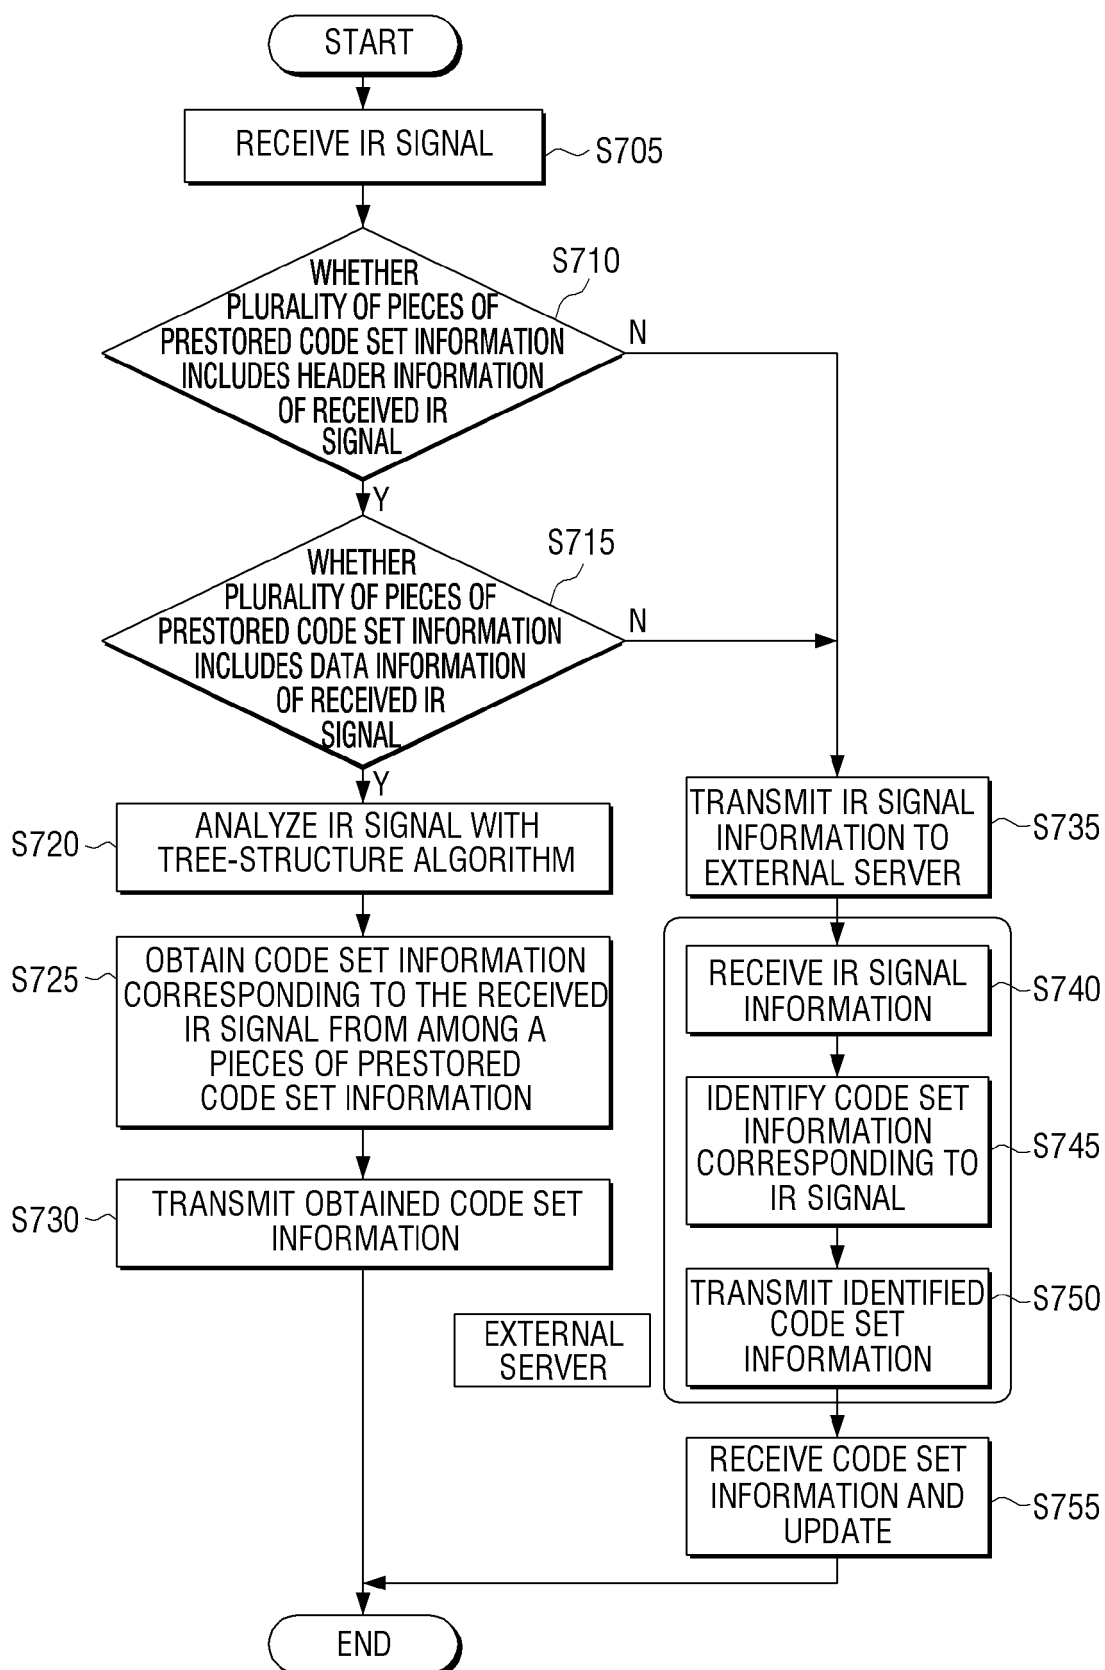 START
RECEIVE IR SIGNAL
S705
S710
WHETHER
PLURALITY OF PIECES OF
PRESTORED CODE SET INFORMATION
INCLUDES HEADER INFORMATION
OF RECEIVED IR
SIGNAL
N
Y
S715
WHETHER
PLURALITY OF PIECES OF
PRESTORED CODE SET INFORMATION
INCLUDES DATA INFORMATION
OF RECEIVED IR
SIGNAL
N
Y
S720
ANALYZE IR SIGNAL WITH
TREE-STRUCTURE ALGORITHM
S725
OBTAIN CODE SET INFORMATION
CORRESPONDING TO THE RECEIVED
IR SIGNAL FROM AMONG A
PIECES OF PRESTORED
CODE SET INFORMATION
S730
TRANSMIT OBTAINED CODE SET
INFORMATION
TRANSMIT IR SIGNAL
INFORMATION TO
EXTERNAL SERVER
S735
RECEIVE IR SIGNAL
INFORMATION
S740
IDENTIFY CODE SET
INFORMATION
CORRESPONDING TO
IR SIGNAL
S745
TRANSMIT IDENTIFIED
CODE SET
INFORMATION
S750
EXTERNAL
SERVER
RECEIVE CODE SET
INFORMATION AND
UPDATE
S755
END